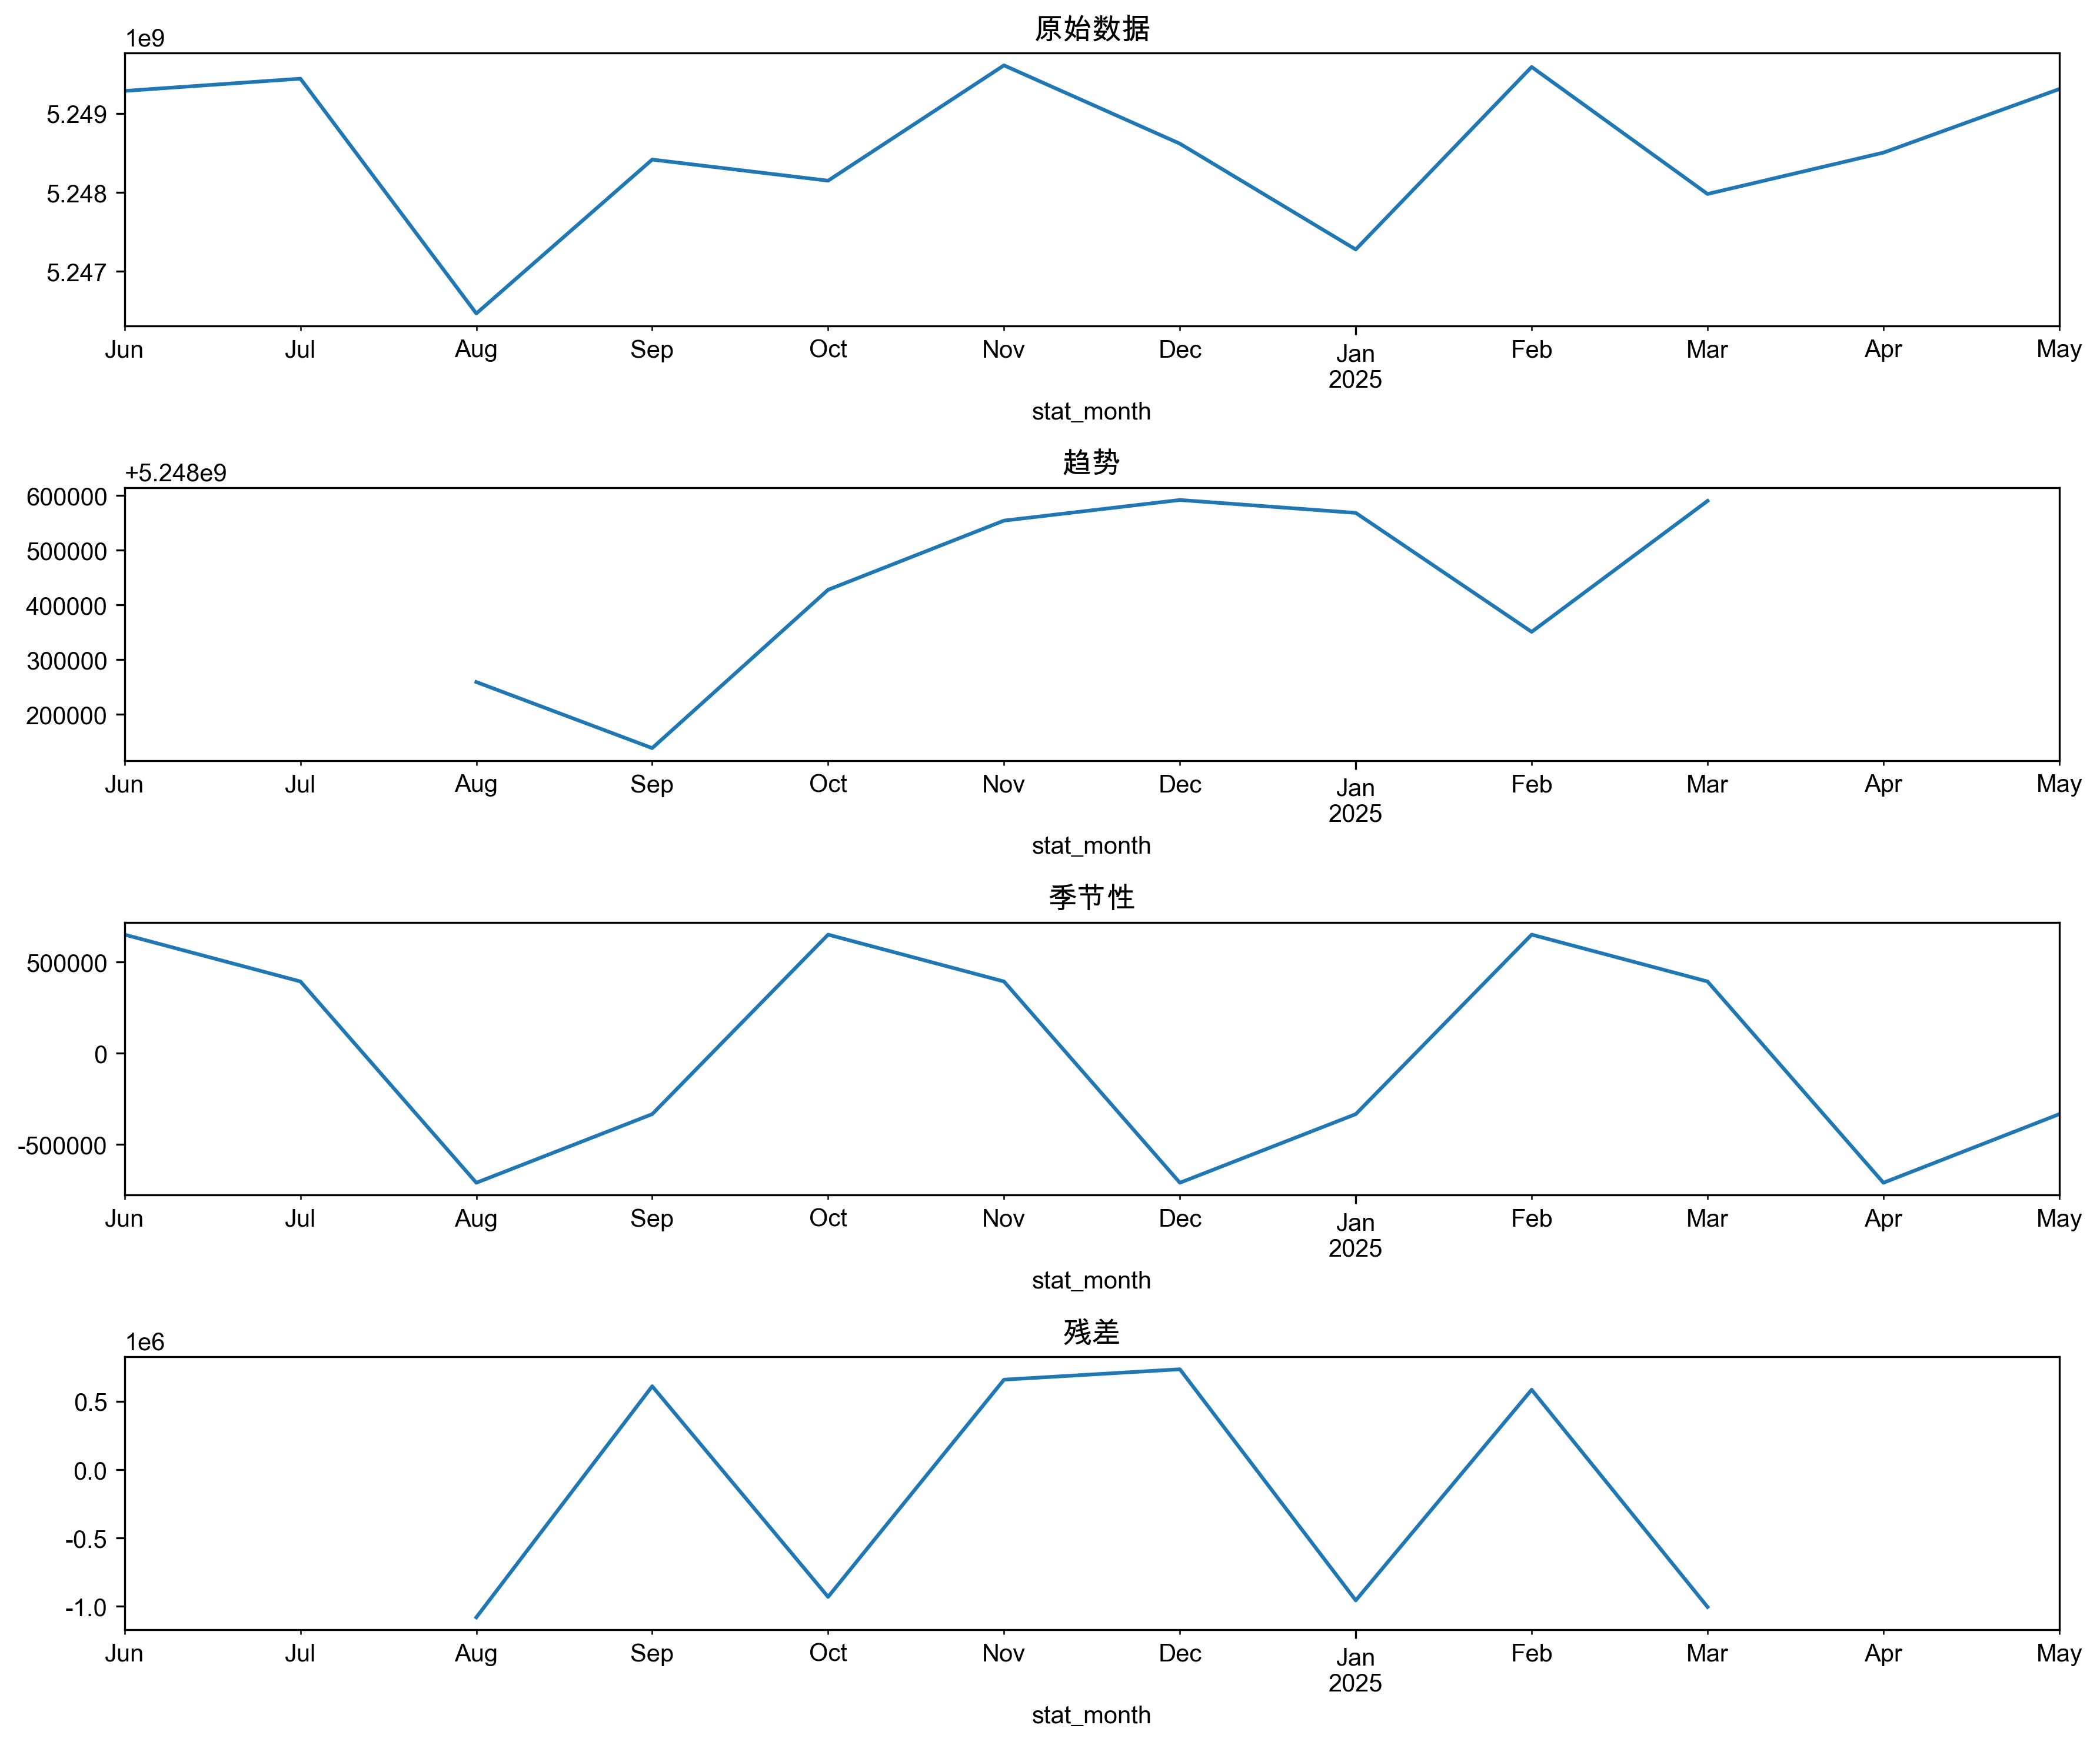 原始数据
1e9
5.249
5.248
5.247
Jun Jul Aug Sep Oct Nov Dec Jan Feb Mar Apr May
2025
stat_month
趋势
+5.248e9
600000
500000
400000
300000
200000
Jun Jul Aug Sep Oct Nov Dec Jan Feb Mar Apr May
2025
stat_month
季节性
500000
0
-500000
Jun Jul Aug Sep Oct Nov Dec Jan Feb Mar Apr May
2025
stat_month
残差
1e6
0.5
0.0
-0.5
-1.0
Jun Jul Aug Sep Oct Nov Dec Jan Feb Mar Apr May
2025
stat_month